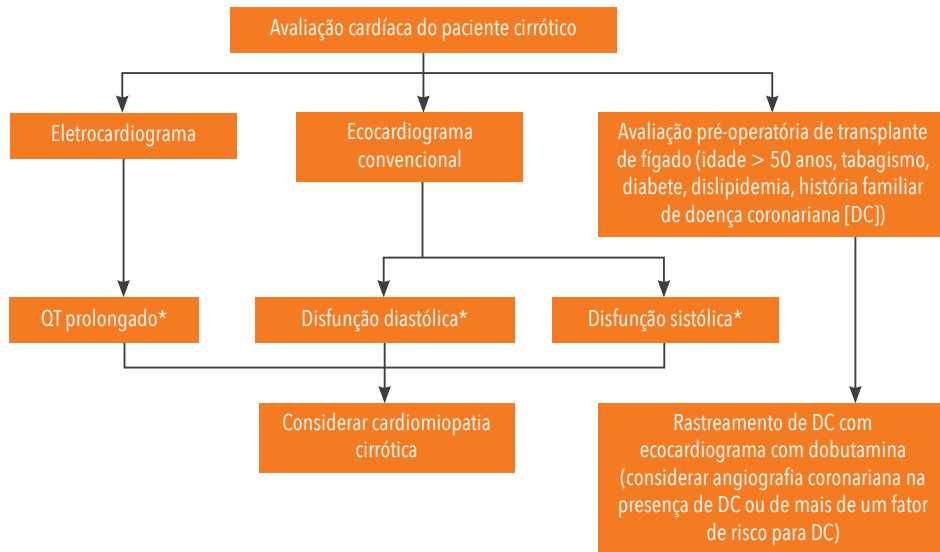 Avaliação cardíaca do paciente cirrótico
Eletrocardiograma
Ecocardiograma
convencional
Avaliação pré-operatória de transplante
de fígado (idade > 50 anos, tabagismo,
diabete, dislipidemia, história familiar
de doença coronariana [DC])
QT prolongado*
Disfunção diastólica*
Disfunção sistólica*
Considerar cardiomiopatia
cirrótica
Rastreamento de DC com
ecocardiograma com dobutamina
(considerar angiografia coronariana na
presença de DC ou de mais de um fator
de risco para DC)